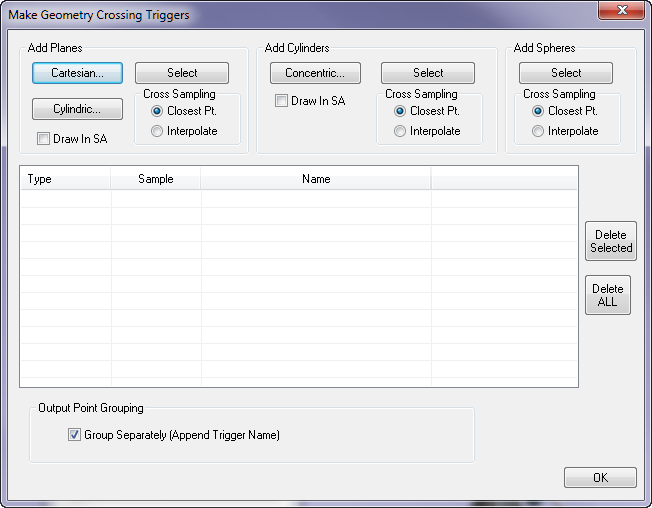 Make Geometry Crossing Triggers
Add Planes
Cartesian...
Select
Cylindric...
Cross Sampling
Closest Pt.
Interpolate
Draw In SA
Add Cylinders
Concentric...
Select
Draw In SA
Cross Sampling
Closest Pt.
Interpolate
Add Spheres
Select
Cross Sampling
Closest Pt.
Interpolate
Type Sample Name
Delete
Selected
Delete
ALL
Output Point Grouping
Group Separately (Append Trigger Name)
OK